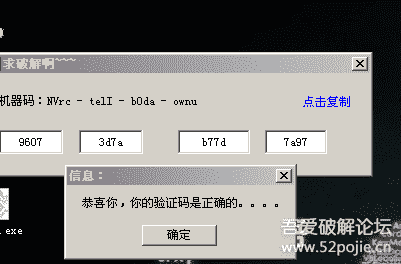 求破解啊~~~
机器码：NVrc - telI - bOda - ownu
点击复制
9607 3d7a b77d 7a97
信息：
恭喜你，你的验证码是正确的。。。。
确定
.exe
吾爱破解论坛
www.52pojie.cn